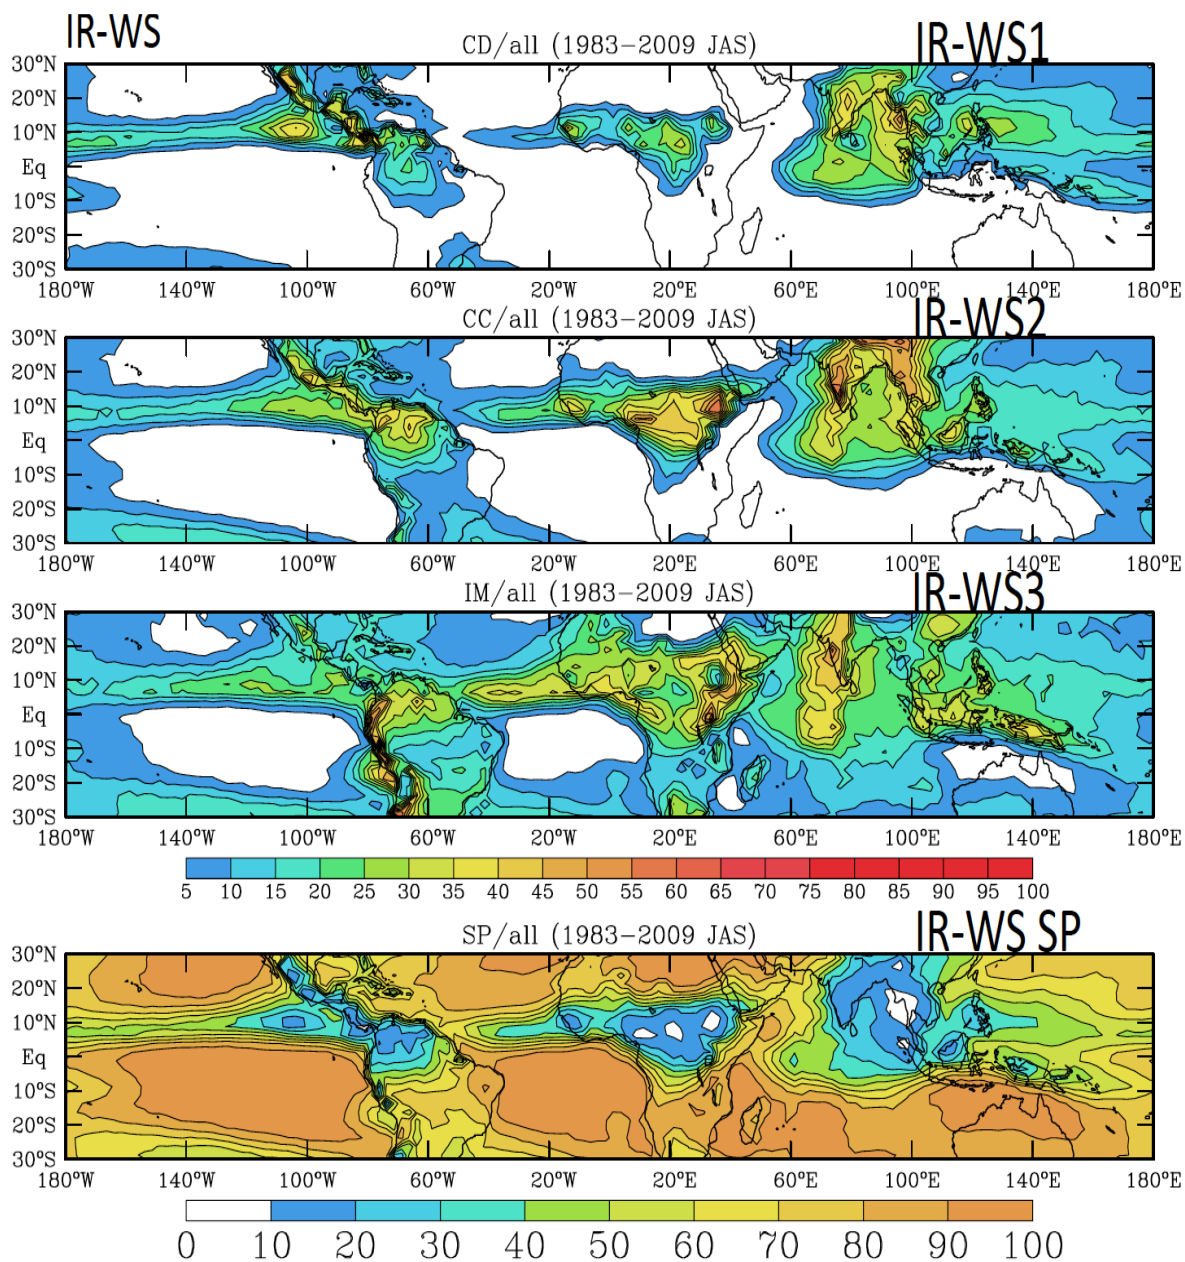 IR-WS
CD/all (1983−2009 JAS)
IR-WS1
30°N
20°N
10°N
Eq
10°S
20°S
30°S
180°W 140°W 100°W 60°W 20°W 20°E 60°E 100°E 140°E 180°E
CC/all (1983−2009 JAS)
IR-WS2
30°N
20°N
10°N
Eq
10°S
20°S
30°S
180°W 140°W 100°W 60°W 20°W 20°E 60°E 100°E 140°E 180°E
IM/all (1983−2009 JAS)
IR-WS3
30°N
20°N
10°N
Eq
10°S
20°S
30°S
180°W 140°W 100°W 60°W 20°W 20°E 60°E 100°E 140°E 180°E
5 10 15 20 25 30 35 40 45 50 55 60 65 70 75 80 85 90 95 100
SP/all (1983−2009 JAS)
IR-WS SP
30°N
20°N
10°N
Eq
10°S
20°S
30°S
180°W 140°W 100°W 60°W 20°W 20°E 60°E 100°E 140°E 180°E
0 10 20 30 40 50 60 70 80 90 100